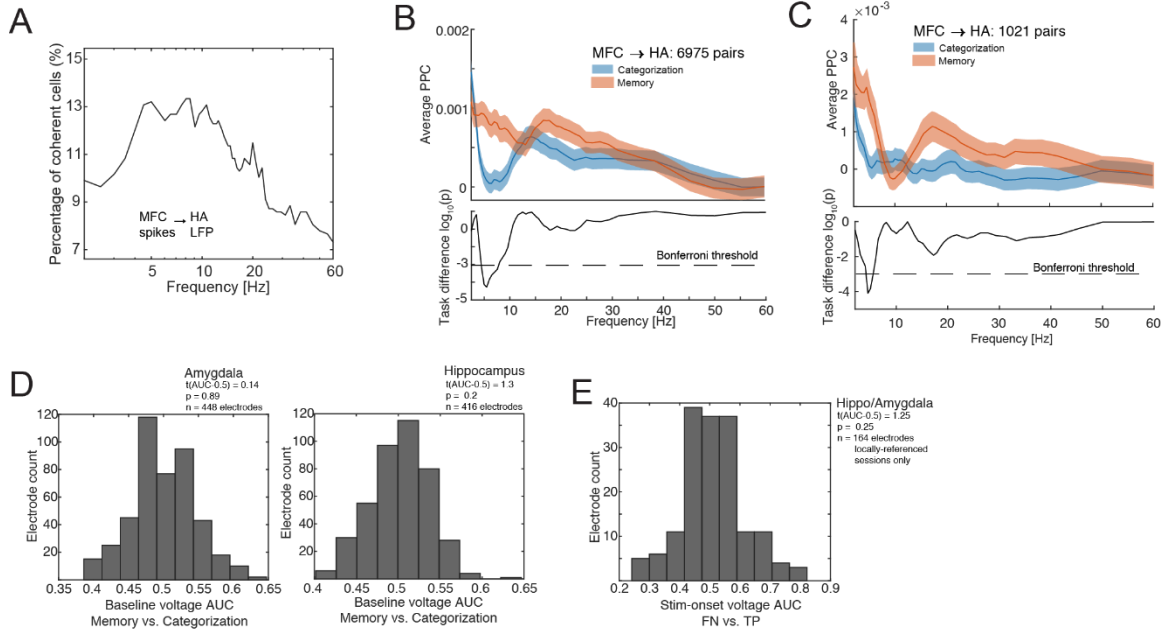 A
15
13
11
9
7
Percentage of coherent cells (%)
MFC → HA
spikes LFP
5 10 20 60
Frequency [Hz]
B
0.002
0.001
0
Average PPC
MFC → HA: 6975 pairs
Categorization
Memory
0
-3
-5
Task difference log10(p)
Bonferroni threshold
10 20 30 40 50 60
Frequency [Hz]
C
×10-3
4
2
0
Average PPC
MFC → HA: 1021 pairs
Categorization
Memory
0
-2
-4
Task difference log10(p)
Bonferroni threshold
10 20 30 40 50 60
Frequency [Hz]
D
Amygdala
t(AUC-0.5) = 0.14
p = 0.89
n = 448 electrodes
120
100
80
60
40
20
Electrode count
0.35 0.4 0.45 0.5 0.55 0.6 0.65
Baseline voltage AUC
Memory vs. Categorization
Hippocampus
t(AUC-0.5) = 1.3
p = 0.2
n = 416 electrodes
120
100
80
60
40
20
Electrode count
0.4 0.45 0.5 0.55 0.6 0.65
Baseline voltage AUC
Memory vs. Categorization
E
Hippo/Amygdala
t(AUC-0.5) = 1.25
p = 0.25
n = 164 electrodes
locally-referenced
sessions only
40
30
20
10
0
Electrode count
0.2 0.3 0.4 0.5 0.6 0.7 0.8 0.9
Stim-onset voltage AUC
FN vs. TP